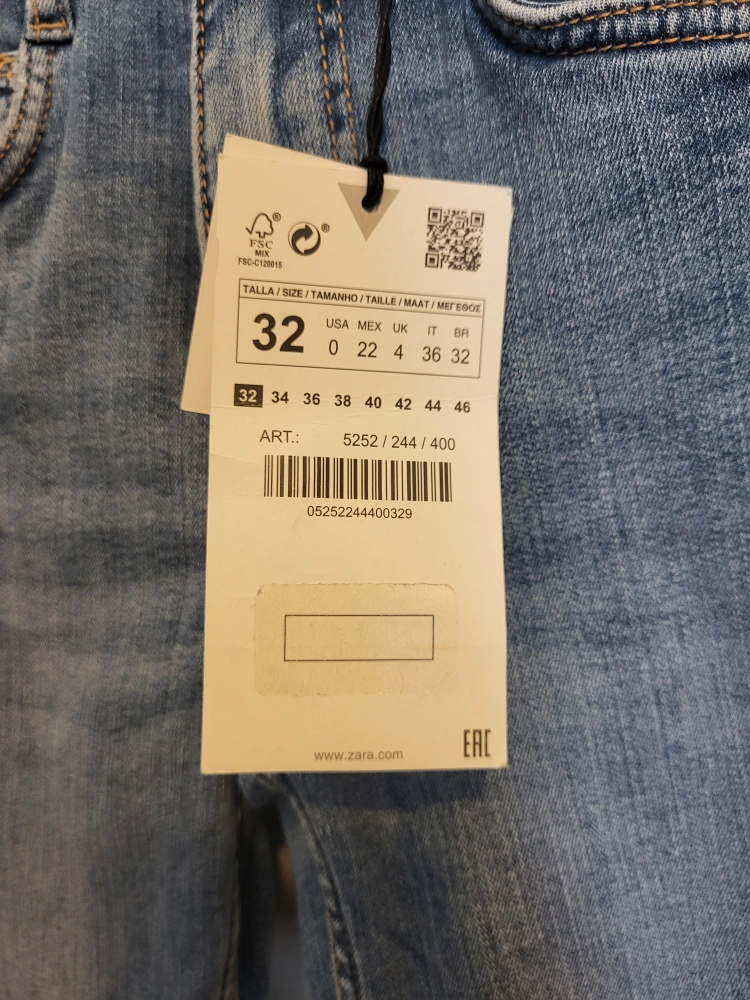 FSC®
MIX
FSC-C120015
®
TALLA / SIZE / TAMANHO / TAILLE / MAAT / ΜΕΓΕΘΟΣ
32
USA MEX UK IT BR
0 22 4 36 32
32 34 36 38 40 42 44 46
ART.: 5252 / 244 / 400
05252244400329
www.zara.com
EAC